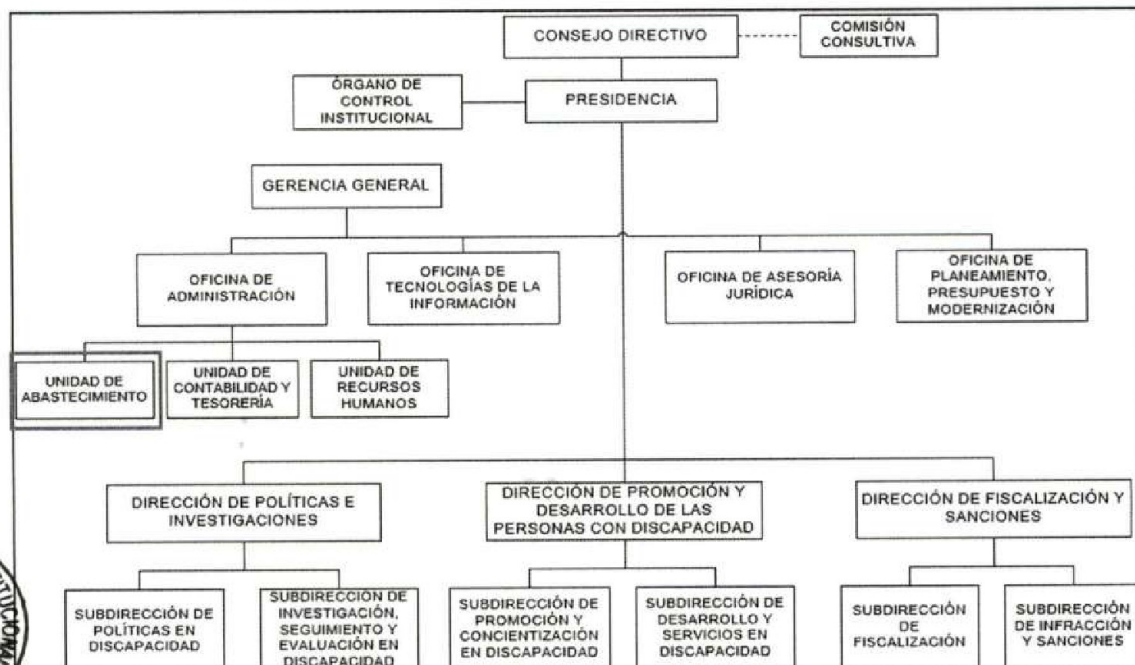 CONSEJO DIRECTIVO
COMISIÓN
CONSULTIVA
ÓRGANO DE
CONTROL
INSTITUCIONAL
PRESIDENCIA
GERENCIA GENERAL
OFICINA DE
ADMINISTRACIÓN
OFICINA DE
TECNOLOGÍAS DE LA
INFORMACIÓN
OFICINA DE ASESORÍA
JURÍDICA
OFICINA DE
PLANEAMIENTO,
PRESUPUESTO Y
MODERNIZACIÓN
UNIDAD DE
ABASTECIMIENTO
UNIDAD DE
CONTABILIDAD Y
TESORERÍA
UNIDAD DE
RECURSOS
HUMANOS
DIRECCIÓN DE POLÍTICAS E
INVESTIGACIONES
DIRECCIÓN DE PROMOCIÓN Y
DESARROLLO DE LAS
PERSONAS CON DISCAPACIDAD
DIRECCIÓN DE FISCALIZACIÓN Y
SANCIONES
SUBDIRECCIÓN DE
POLÍTICAS EN
DISCAPACIDAD
SUBDIRECCIÓN DE
INVESTIGACIÓN,
SEGUIMIENTO Y
EVALUACIÓN EN
DISCAPACIDAD
SUBDIRECCIÓN DE
PROMOCIÓN Y
CONCIENTIZACIÓN
EN DISCAPACIDAD
SUBDIRECCIÓN DE
DESARROLLO Y
SERVICIOS EN
DISCAPACIDAD
SUBDIRECCIÓN
DE
FISCALIZACIÓN
SUBDIRECCIÓN
DE INFRACCIÓN
Y SANCIONES